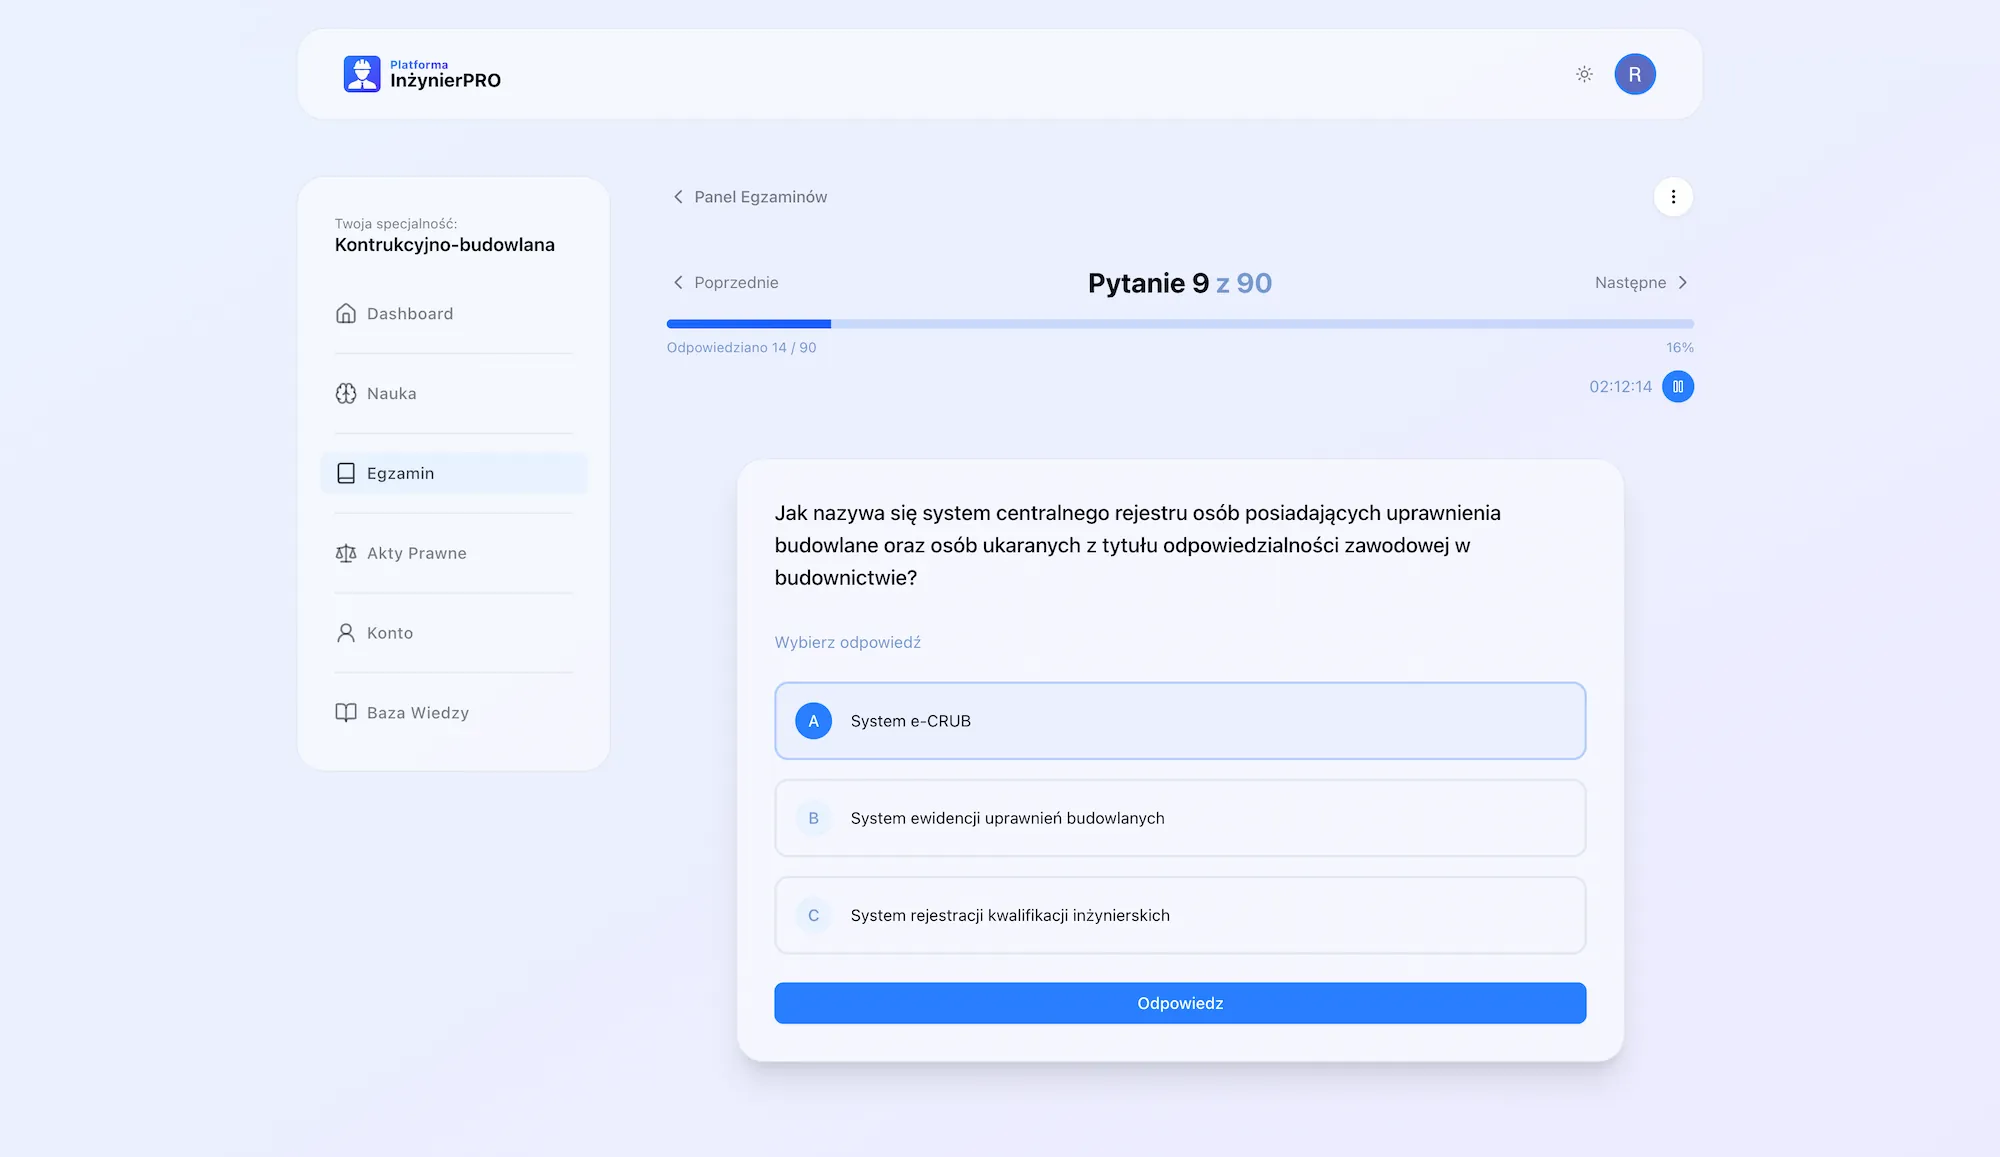 Platforma
InżynierPRO
R
Twoja specjalność:
Kontrukcyjno-budowlana
Dashboard
Nauka
Egzamin
Akty Prawne
Konto
Baza Wiedzy
Panel Egzaminów
Poprzednie
Pytanie 9 z 90
Następne
Odpowiedziano 14 / 90
16%
02:12:14
Jak nazywa się system centralnego rejestru osób posiadających uprawnienia
budowlane oraz osób ukaranych z tytułu odpowiedzialności zawodowej w
budownictwie?
Wybierz odpowiedź
A System e-CRUB
B System ewidencji uprawnień budowlanych
C System rejestracji kwalifikacji inżynierskich
Odpowiedz